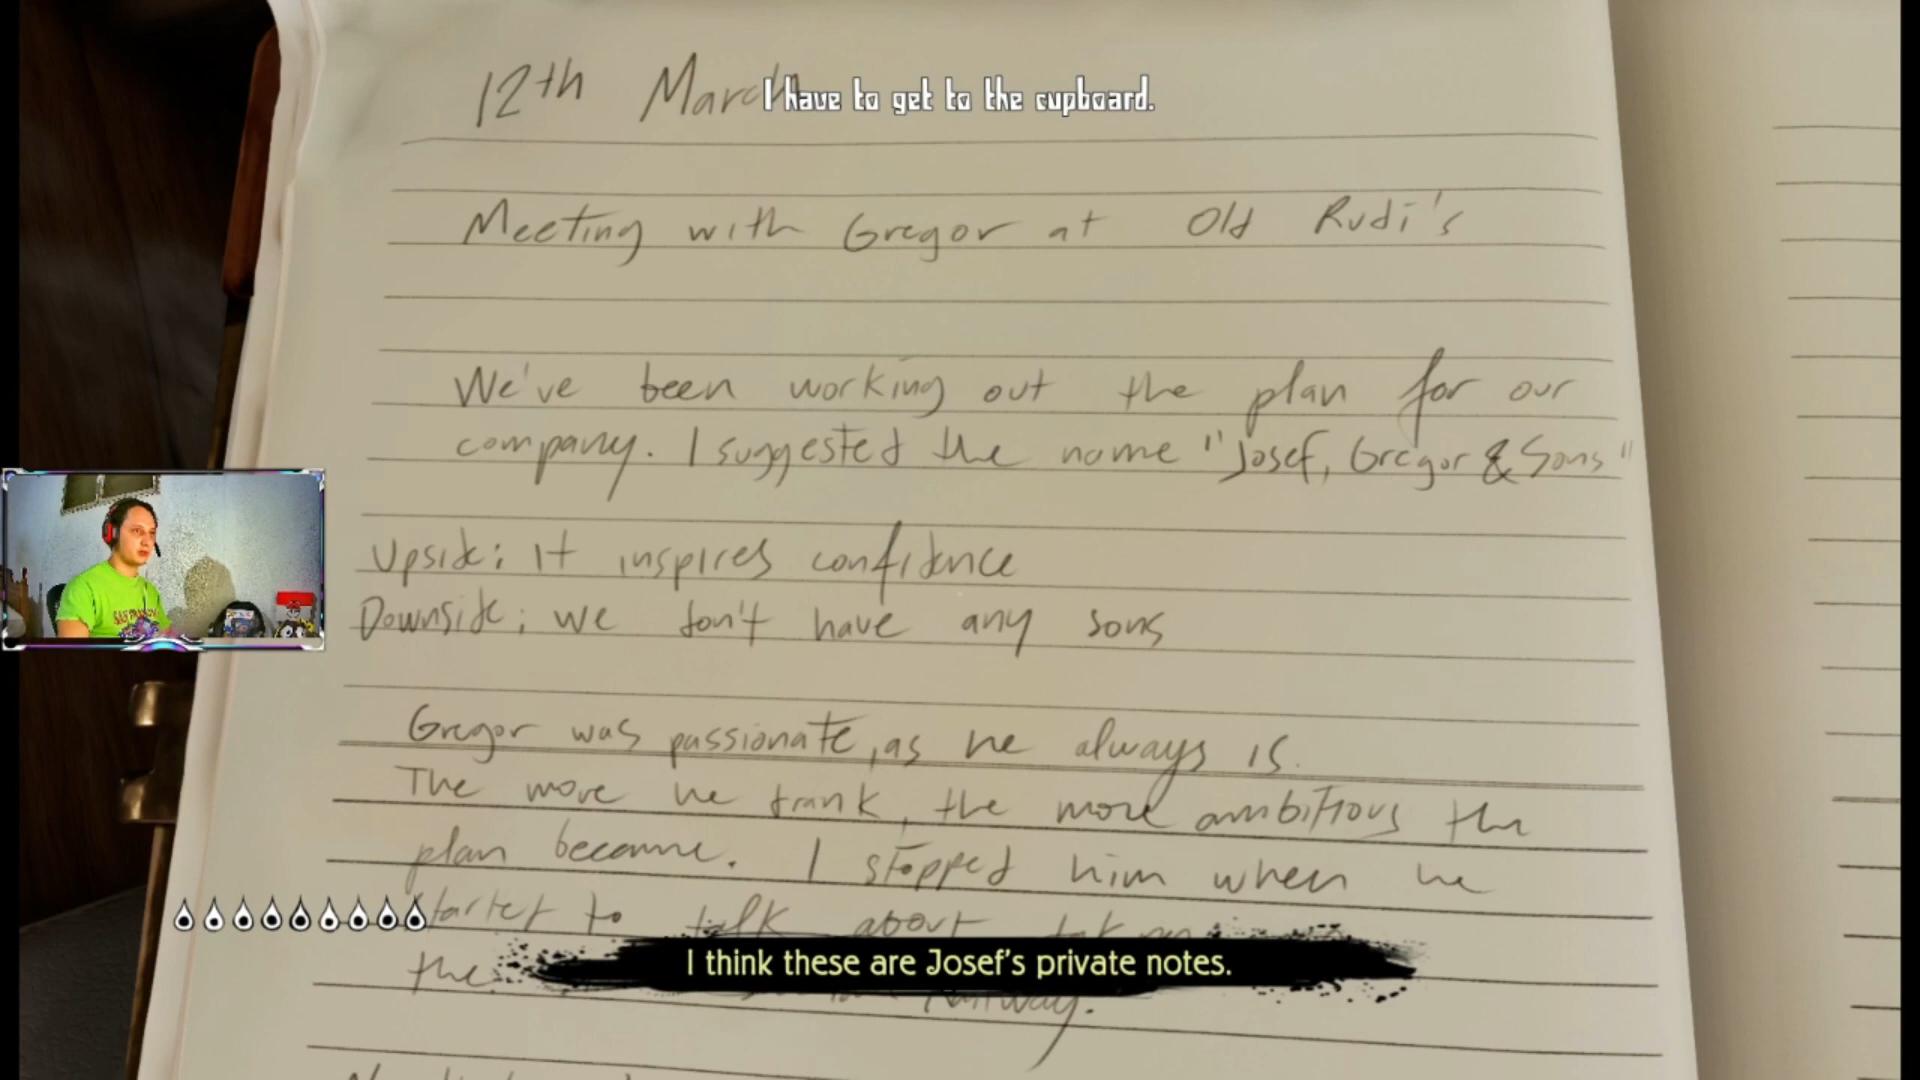 12th March
I have to get to the cupboard.
Meeting with Gregor at Old Rudi's
We've been working out the plan for our
company. I suggested the name "Josef, Gregor & Sons"
Upside: It inspires confidence
Downside: we don't have any sons
Gregor was passionate, as he always is.
The more he drank, the more ambitious the
plan became. I stopped him when he
started to talk about
the
Railway.
I think these are Josef's private notes.